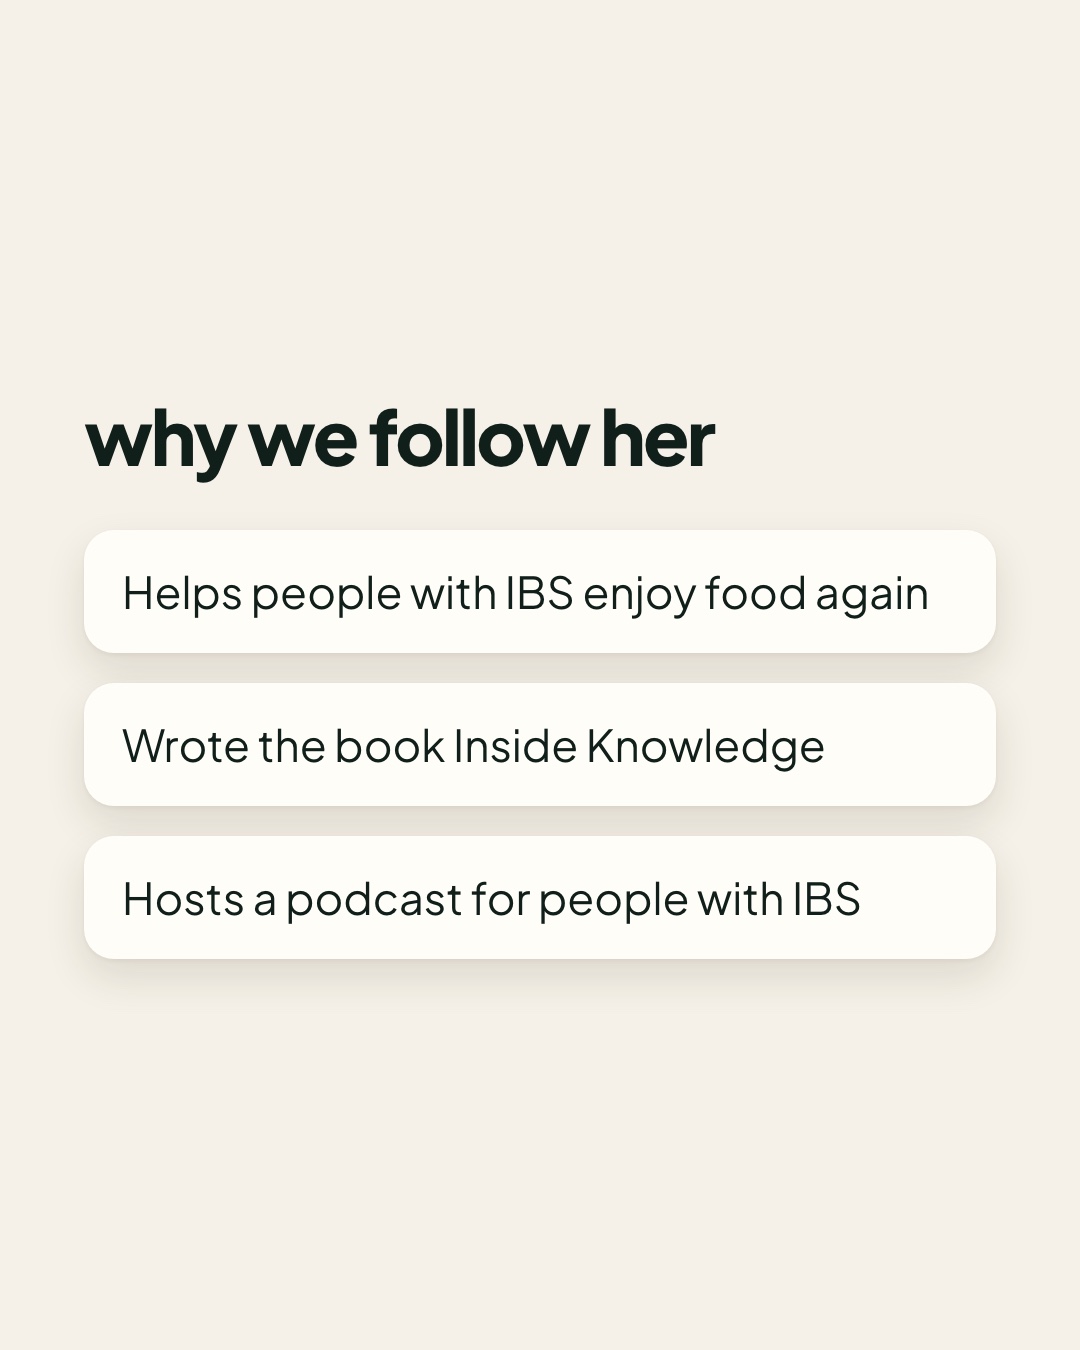 why we follow her
Helps people with IBS enjoy food again
Wrote the book Inside Knowledge
Hosts a podcast for people with IBS